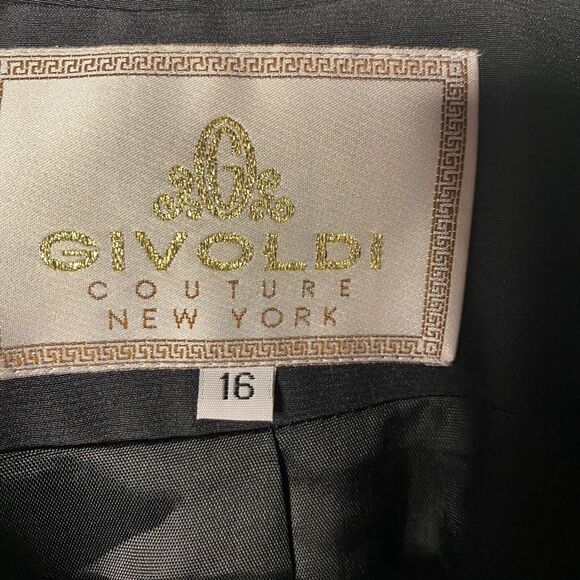 G
GIVOLDI
COUTURE
NEW YORK
16